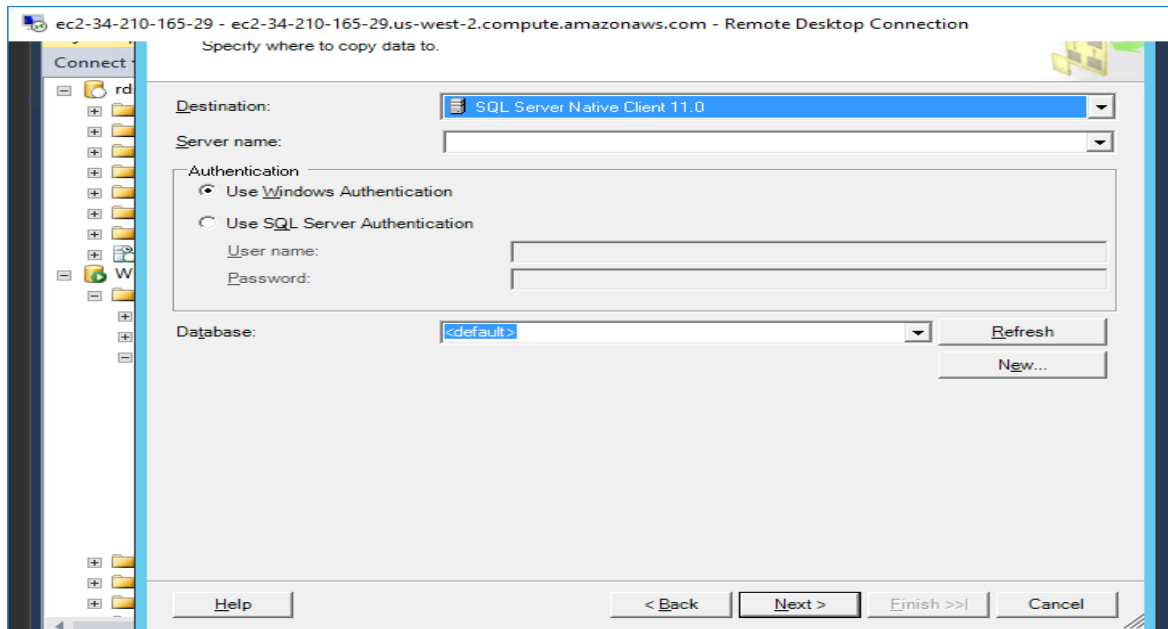 ec2-34-210-165-29 - ec2-34-210-165-29.us-west-2.compute.amazonaws.com - Remote Desktop Connection
Specify where to copy data to.
Connect
rd
Destination:
SQL Server Native Client 11.0
Server name:
Authentication
Use Windows Authentication
Use SQL Server Authentication
User name:
W
Password:
Database:
<default>
Refresh
New...
Help
< Back
Next >
Finish >>|
Cancel